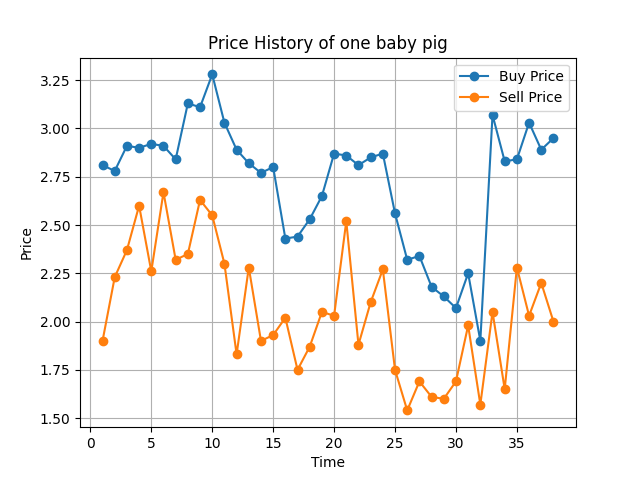 Price History of one baby pig
Buy Price
Sell Price
Price
3.25
3.00
2.75
2.50
2.25
2.00
1.75
1.50
0 5 10 15 20 25 30 35
Time